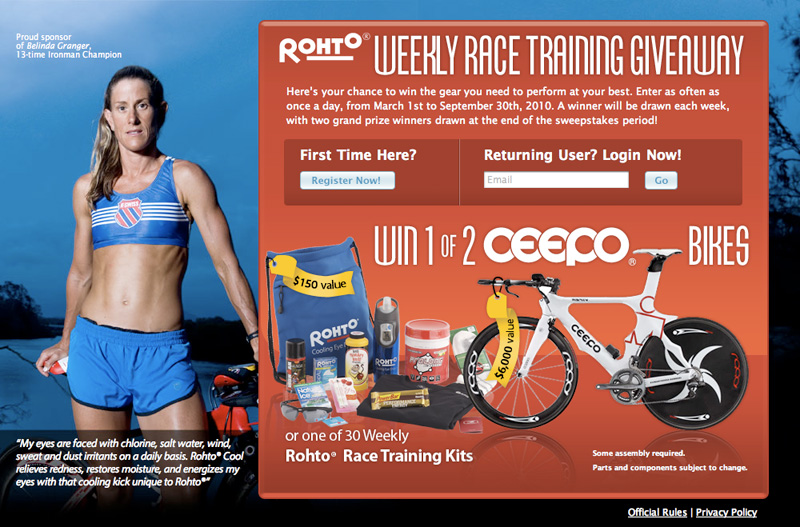 Proud sponsor
of Belinda Granger,
13-time Ironman Champion
ROHTO® WEEKLY RACE TRAINING GIVEAWAY
Here's your chance to win the gear you need to perform at your best. Enter as often as
once a day, from March 1st to September 30th, 2010. A winner will be drawn each week,
with two grand prize winners drawn at the end of the sweepstakes period!
First Time Here?
Register Now!
Returning User? Login Now!
Email
Go
WIN 1 OF 2 CEEPO® BIKES
$150 value
ROHTO
Cooling Eye
$6,000 value
CEEPO
or one of 30 Weekly
Rohto® Race Training Kits
Some assembly required.
Parts and components subject to change.
"My eyes are faced with chlorine, salt water, wind,
sweat and dust irritants on a daily basis. Rohto® Cool
relieves redness, restores moisture, and energizes my
eyes with that cooling kick unique to Rohto®"
Official Rules | Privacy Policy